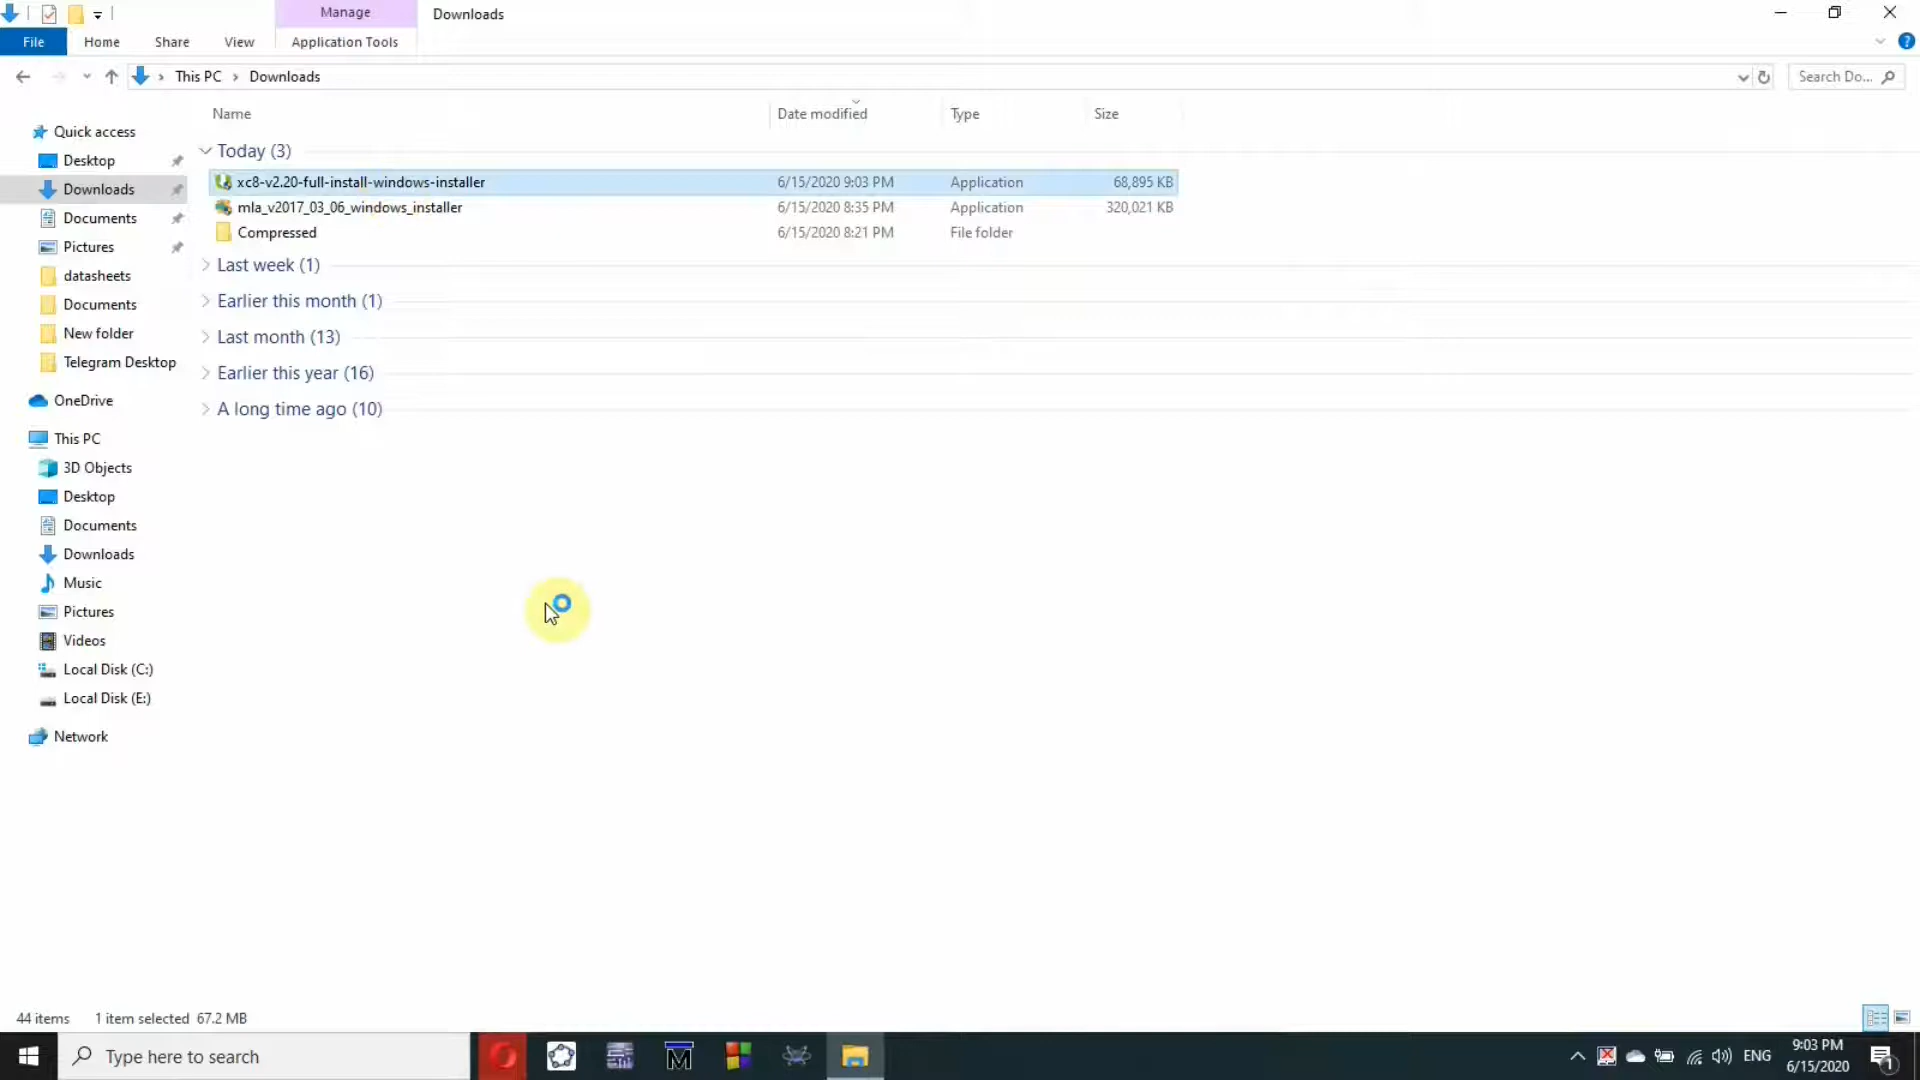 Manage
Downloads
File
Home
Share
View
Application Tools
This PC
Downloads
Search Do...
Name
Date modified
Type
Size
Quick access
Desktop
Downloads
Documents
Pictures
datasheets
Documents
New folder
Telegram Desktop
OneDrive
This PC
3D Objects
Desktop
Documents
Downloads
Music
Pictures
Videos
Local Disk (C:)
Local Disk (E:)
Network
Today (3)
xc8-v2.20-full-install-windows-installer 6/15/2020 9:03 PM Application 68,895 KB
mla_v2017_03_06_windows_installer 6/15/2020 8:35 PM Application 320,021 KB
Compressed 6/15/2020 8:21 PM File folder
Last week (1)
Earlier this month (1)
Last month (13)
Earlier this year (16)
A long time ago (10)
44 items 1 item selected 67.2 MB
Type here to search
ENG
9:03 PM
6/15/2020
1